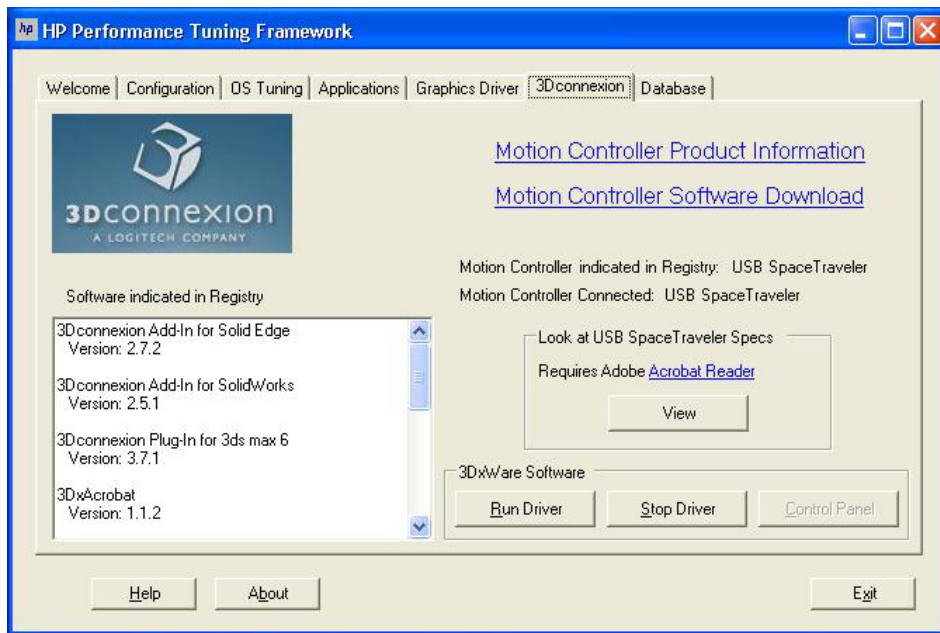 hp HP Performance Tuning Framework
Welcome Configuration OS Tuning Applications Graphics Driver 3Dconnexion Database
3Dconnexion
A LOGITECH COMPANY
Motion Controller Product Information
Motion Controller Software Download
Motion Controller indicated in Registry: USB SpaceTraveler
Motion Controller Connected: USB SpaceTraveler
Software indicated in Registry
3Dconnexion Add-In for Solid Edge
Version: 2.7.2
3Dconnexion Add-In for SolidWorks
Version: 2.5.1
3Dconnexion Plug-In for 3ds max 6
Version: 3.7.1
3DxAcrobat
Version: 1.1.2
Look at USB SpaceTraveler Specs
Requires Adobe Acrobat Reader
View
3DxWare Software
Run Driver Stop Driver Control Panel
Help About Exit